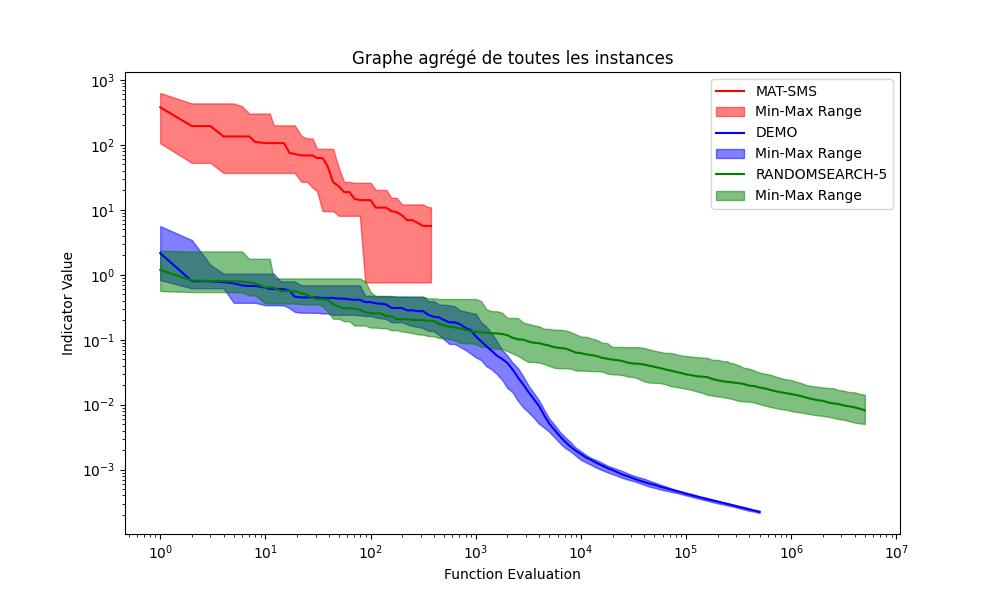 Graphe agrégé de toutes les instances
MAT-SMS
Min-Max Range
DEMO
Min-Max Range
RANDOMSEARCH-5
Min-Max Range
Indicator Value
10³
10²
10¹
10⁰
10⁻¹
10⁻²
10⁻³
10⁰ 10¹ 10² 10³ 10⁴ 10⁵ 10⁶ 10⁷
Function Evaluation